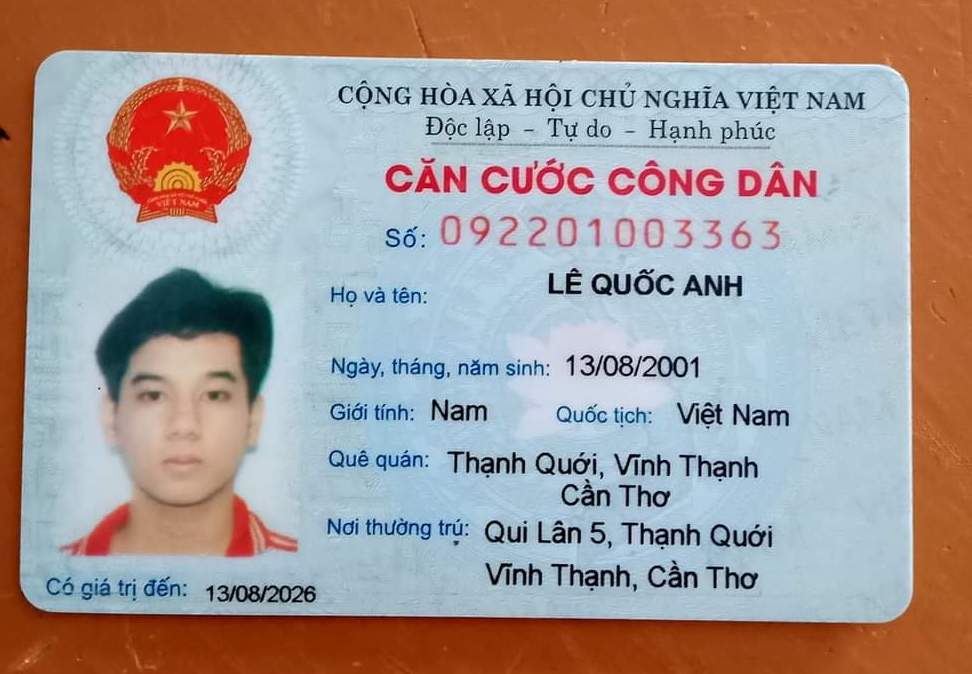 CỘNG HÒA XÃ HỘI CHỦ NGHĨA VIỆT NAM
Độc lập - Tự do - Hạnh phúc
CĂN CƯỚC CÔNG DÂN
Số: 092201003363
Họ và tên: LÊ QUỐC ANH
Ngày, tháng, năm sinh: 13/08/2001
Giới tính: Nam Quốc tịch: Việt Nam
Quê quán: Thạnh Quới, Vĩnh Thạnh
Cần Thơ
Nơi thường trú: Qui Lân 5, Thạnh Quới
Vĩnh Thạnh, Cần Thơ
Có giá trị đến: 13/08/2026
VIỆT NAM